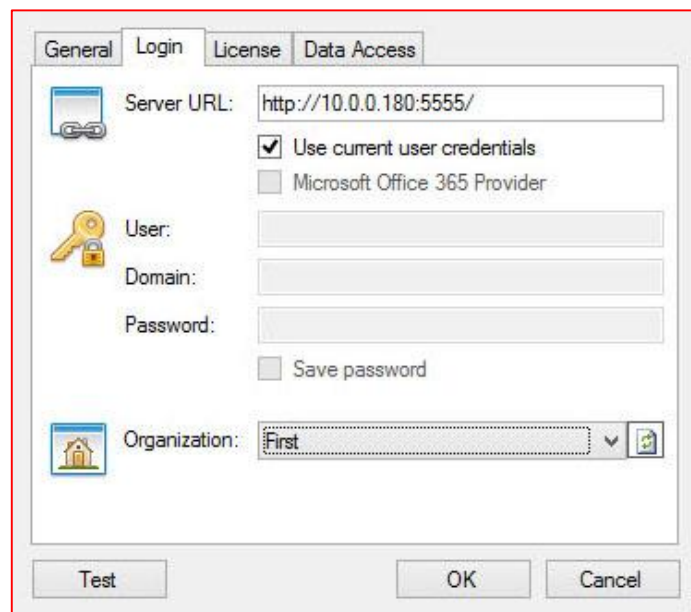 General Login License Data Access
Server URL: http://10.0.0.180:5555/
Use current user credentials
Microsoft Office 365 Provider
User:
Domain:
Password:
Save password
Organization: First
Test OK Cancel